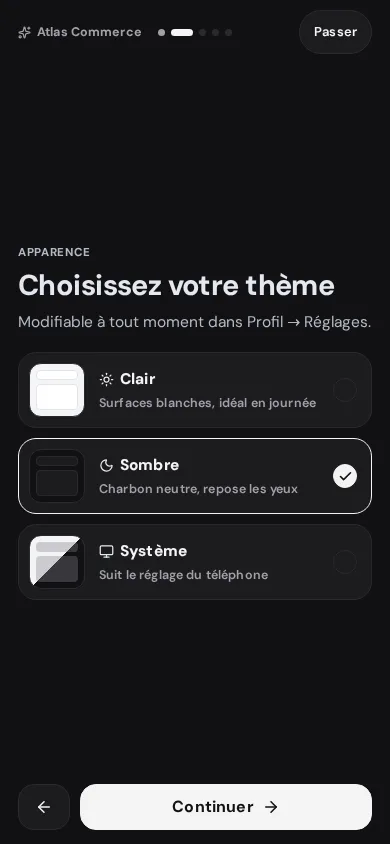 Atlas Commerce
Passer
APPARENCE
Choisissez votre thème
Modifiable à tout moment dans Profil → Réglages.
Clair
Surfaces blanches, idéal en journée
Sombre
Charbon neutre, repose les yeux
Système
Suit le réglage du téléphone
Continuer →